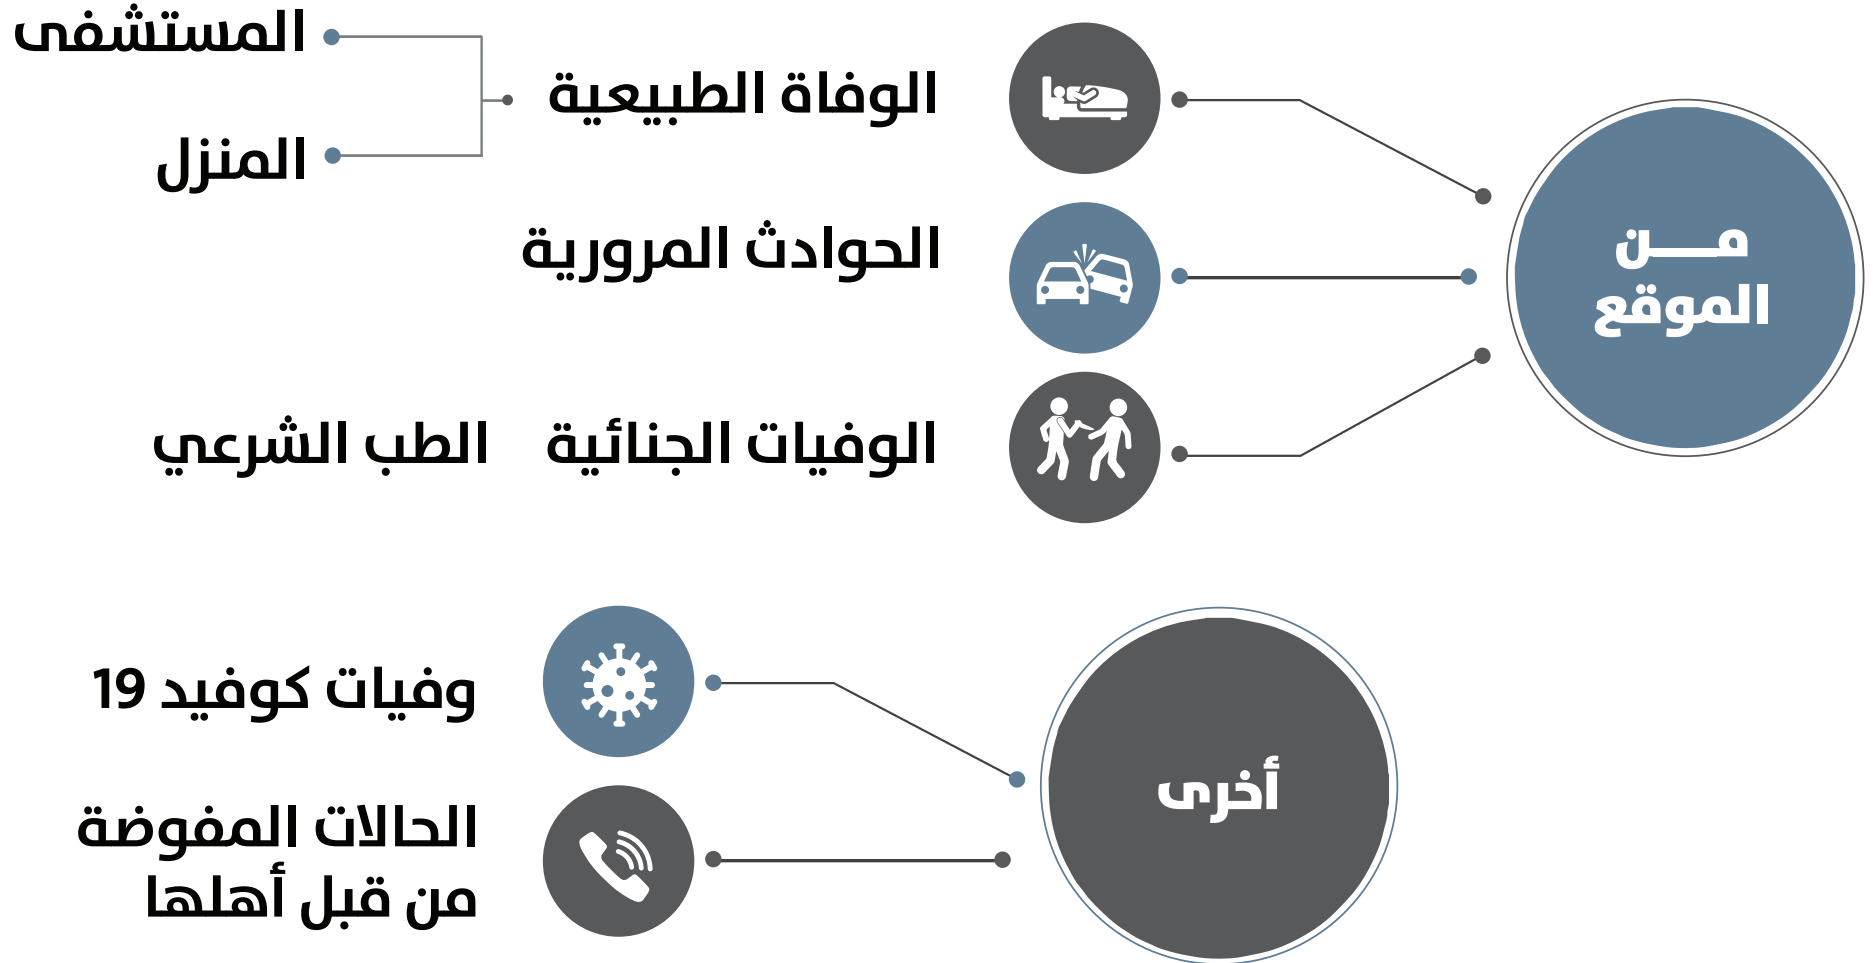 مـــن
الموقع
الوفاة الطبيعية
المستشفى
المنزل
الحوادث المرورية
الوفيات الجنائية
الطب الشرعي
أخرى
وفيات كوفيد 19
الحالات المفوضة
من قبل أهلها